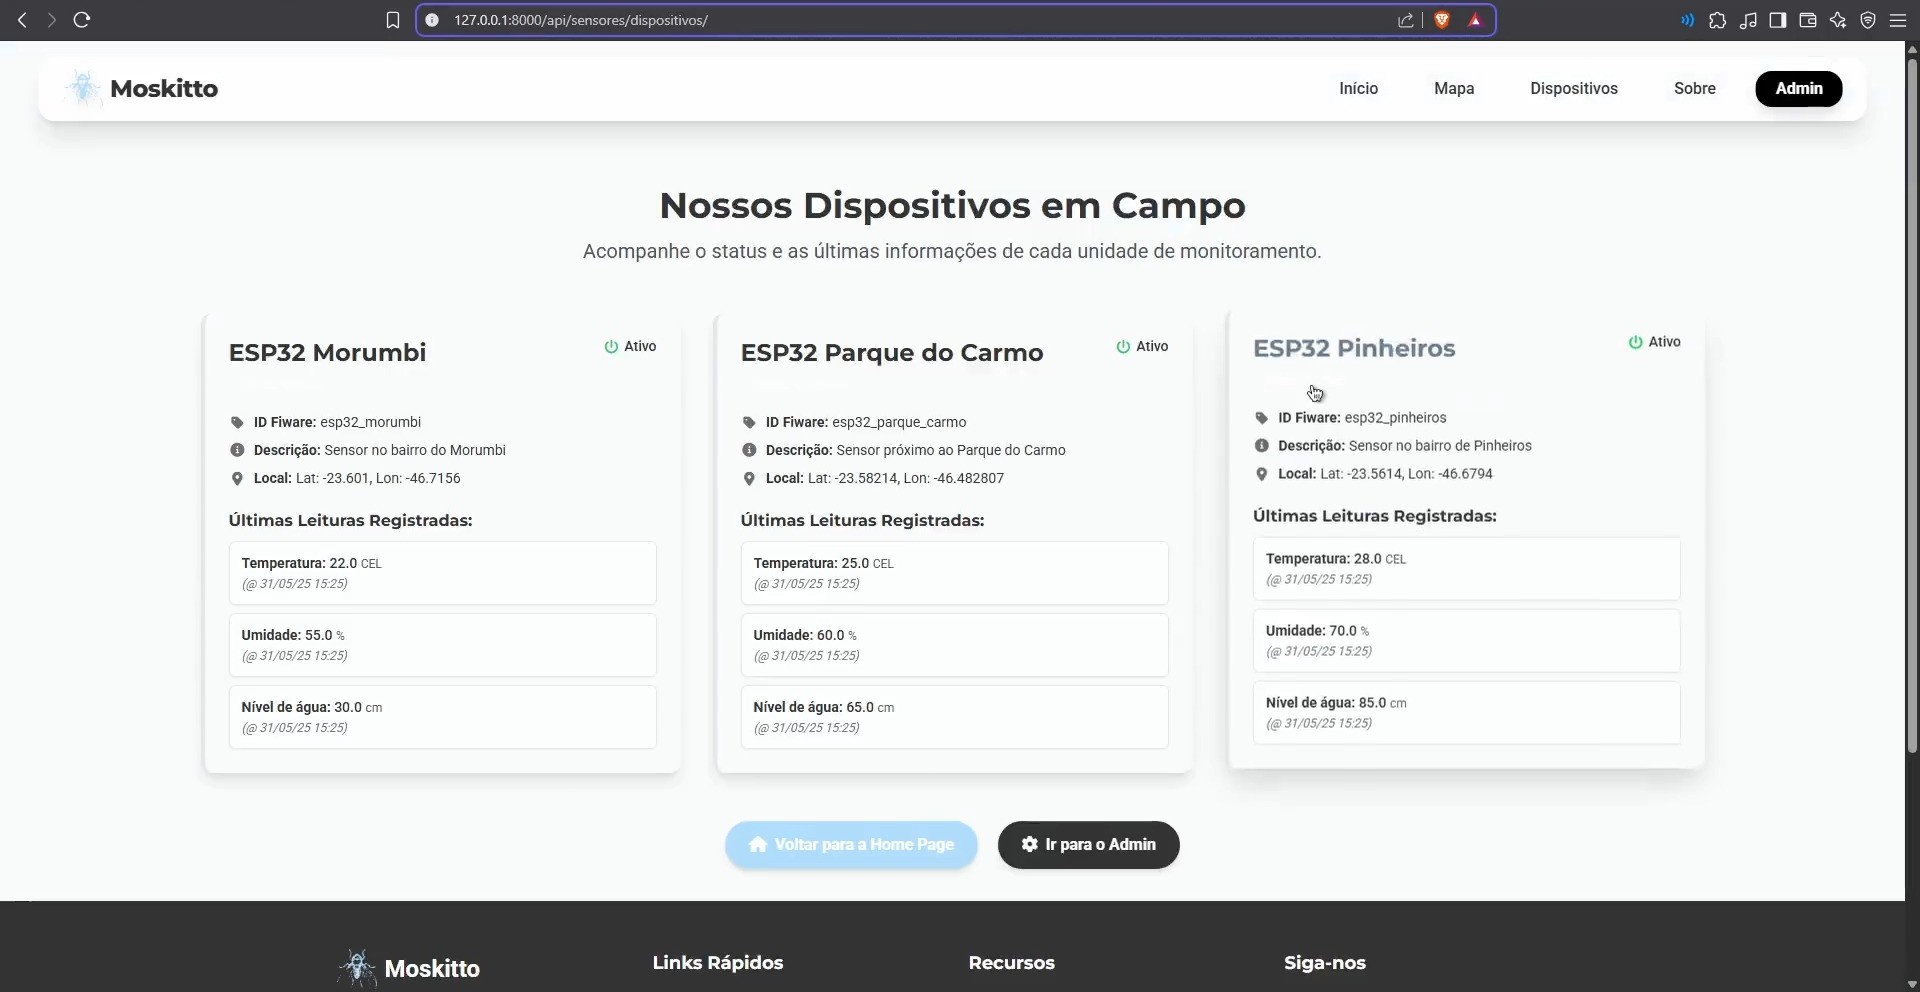 127.0.0.1:8000/api/sensores/dispositivos/
Moskitto
Início
Mapa
Dispositivos
Sobre
Admin
Nossos Dispositivos em Campo
Acompanhe o status e as últimas informações de cada unidade de monitoramento.
ESP32 Morumbi
Ativo
ID Fiware: esp32_morumbi
Descrição: Sensor no bairro do Morumbi
Local: Lat: -23.601, Lon: -46.7156
Últimas Leituras Registradas:
Temperatura: 22.0 CEL
(@ 31/05/25 15:25)
Umidade: 55.0 %
(@ 31/05/25 15:25)
Nível de água: 30.0 cm
(@ 31/05/25 15:25)
ESP32 Parque do Carmo
Ativo
ID Fiware: esp32_parque_carmo
Descrição: Sensor próximo ao Parque do Carmo
Local: Lat: -23.58214, Lon: -46.482807
Últimas Leituras Registradas:
Temperatura: 25.0 CEL
(@ 31/05/25 15:25)
Umidade: 60.0 %
(@ 31/05/25 15:25)
Nível de água: 65.0 cm
(@ 31/05/25 15:25)
ESP32 Pinheiros
Ativo
ID Fiware: esp32_pinheiros
Descrição: Sensor no bairro de Pinheiros
Local: Lat: -23.5614, Lon: -46.6794
Últimas Leituras Registradas:
Temperatura: 28.0 CEL
(@ 31/05/25 15:25)
Umidade: 70.0 %
(@ 31/05/25 15:25)
Nível de água: 85.0 cm
(@ 31/05/25 15:25)
Voltar para a Home Page
Ir para o Admin
Moskitto
Links Rápidos
Recursos
Siga-nos